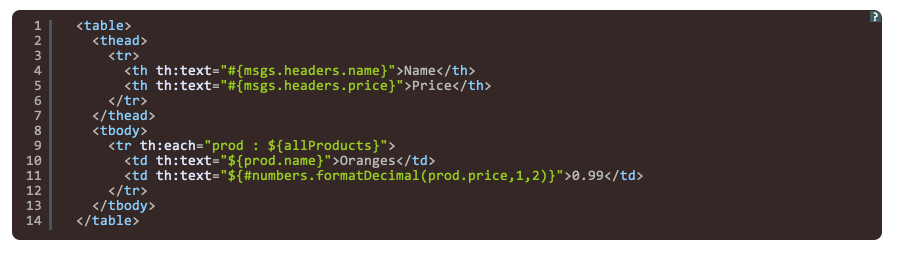 ?
1 <table>
2 <thead>
3 <tr>
4 <th th:text="#{msgs.headers.name}">Name</th>
5 <th th:text="#{msgs.headers.price}">Price</th>
6 </tr>
7 </thead>
8 <tbody>
9 <tr th:each="prod : ${allProducts}">
10 <td th:text="${prod.name}">Oranges</td>
11 <td th:text="${#numbers.formatDecimal(prod.price,1,2)}">0.99</td>
12 </tr>
13 </tbody>
14 </table>